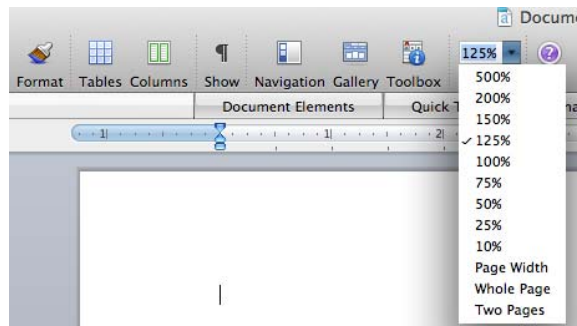 Docume
125%
Format Tables Columns Show Navigation Gallery Toolbox
Document Elements Quick T
1 1 2
500%
200%
150%
125%
100%
75%
50%
25%
10%
Page Width
Whole Page
Two Pages